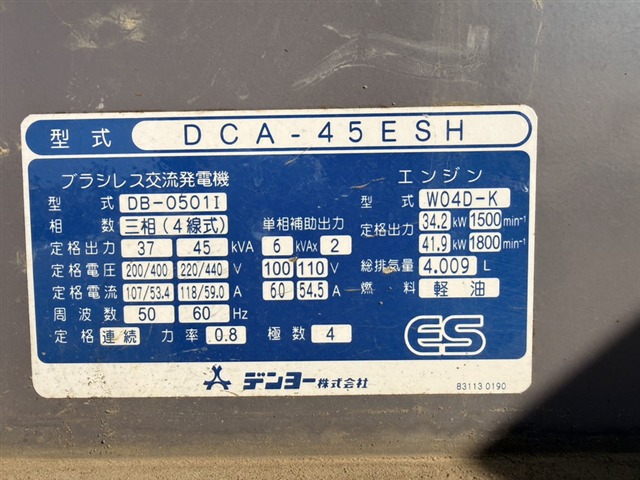 型式 DCA-45ESH
ブラシレス交流発電機
型式 DB-0501I
相数 三相(4線式) 単相補助出力
定格出力 37 45 kVA 6 kVA× 2
定格電圧 200/400 220/440 V 100 110 V
定格電流 107/53.4 118/59.0 A 60 54.5 A
周波数 50 60 Hz
定格 連続 力率 0.8 極数 4
エンジン
型式 W04D-K
定格出力 34.2 kW 1500 min⁻¹
41.9 kW 1800 min⁻¹
総排気量 4.009 L
燃料 軽油
ES
デンヨー株式会社
83113 0190